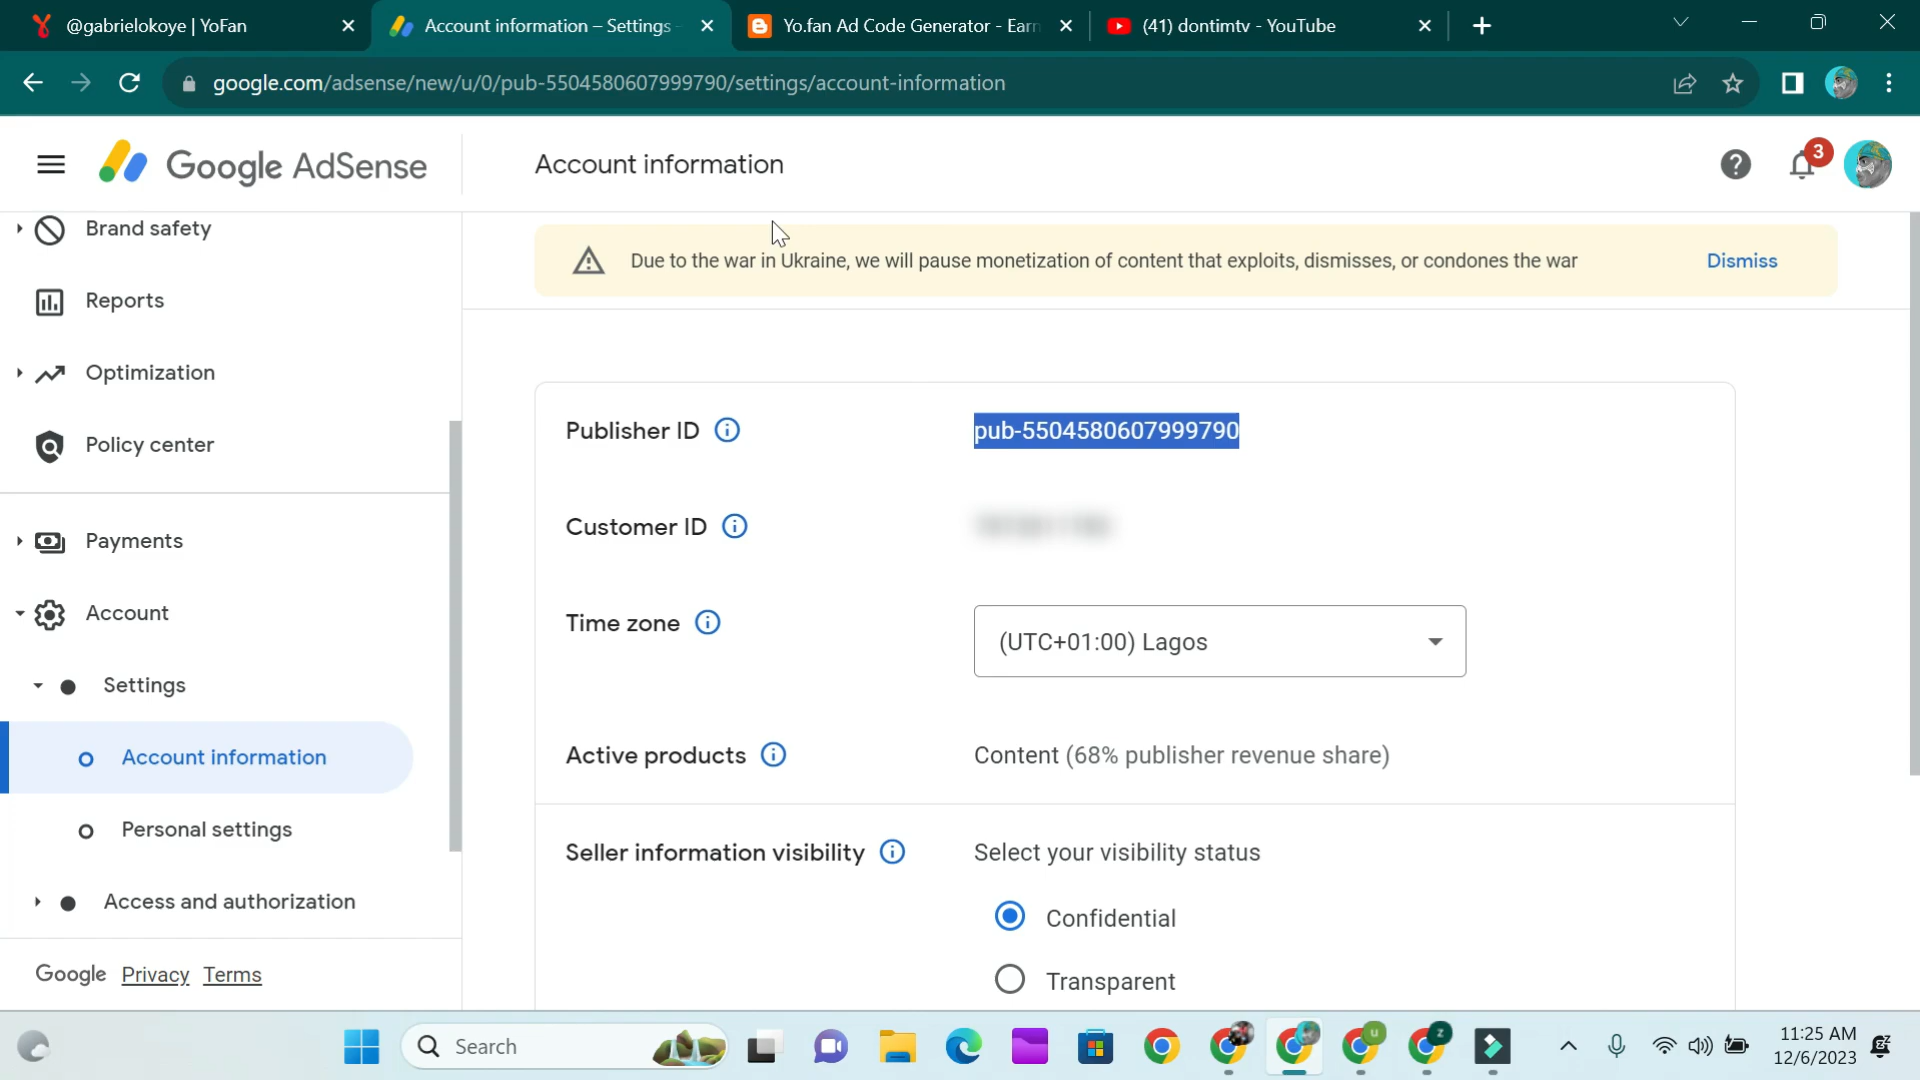 @gabrielokoye | YoFan
Account information – Settings -
Yo.fan Ad Code Generator - Earn
(41) dontimtv - YouTube
google.com/adsense/new/u/0/pub-5504580607999790/settings/account-information
Google AdSense
Account information
3
Brand safety
Reports
Optimization
Policy center
Payments
Account
Settings
Account information
Personal settings
Access and authorization
Google Privacy Terms
Due to the war in Ukraine, we will pause monetization of content that exploits, dismisses, or condones the war
Dismiss
Publisher ID
pub-5504580607999790
Customer ID
Time zone
(UTC+01:00) Lagos
Active products
Content (68% publisher revenue share)
Seller information visibility
Select your visibility status
Confidential
Transparent
Search
u
z
11:25 AM
12/6/2023